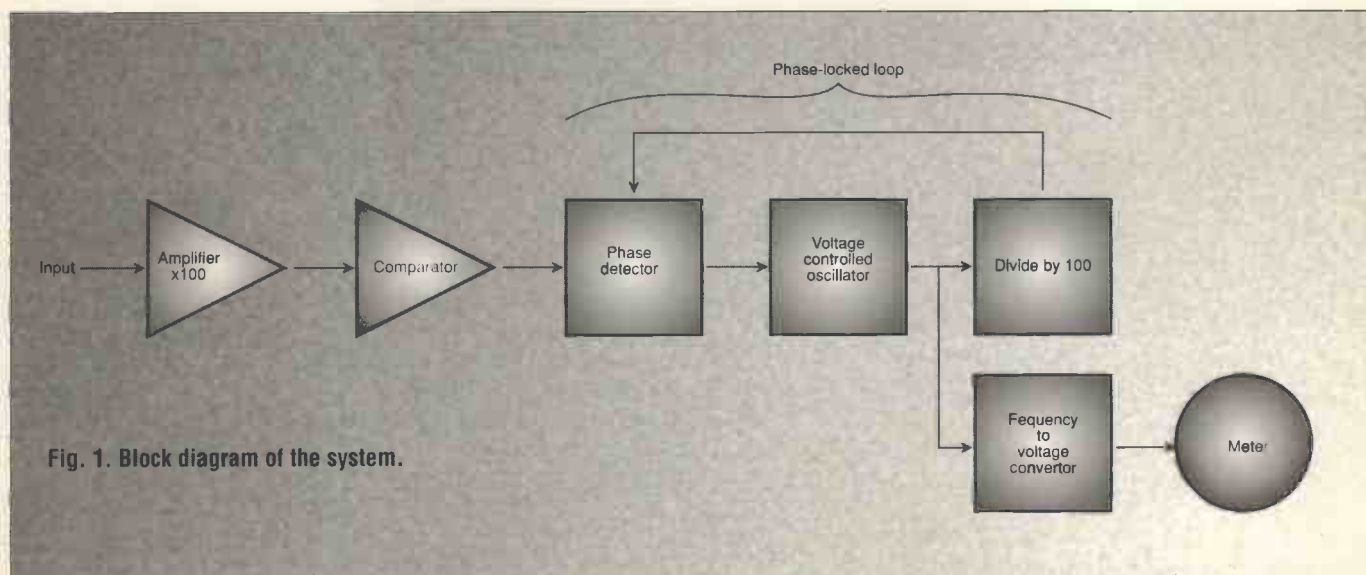 Phase-locked loop
Input
Amplifier
x100
Comparator
Phase
detector
Voltage
controlled
oscillator
Divide by 100
Fequency
to
voltage
convertor
Meter
Fig. 1. Block diagram of the system.